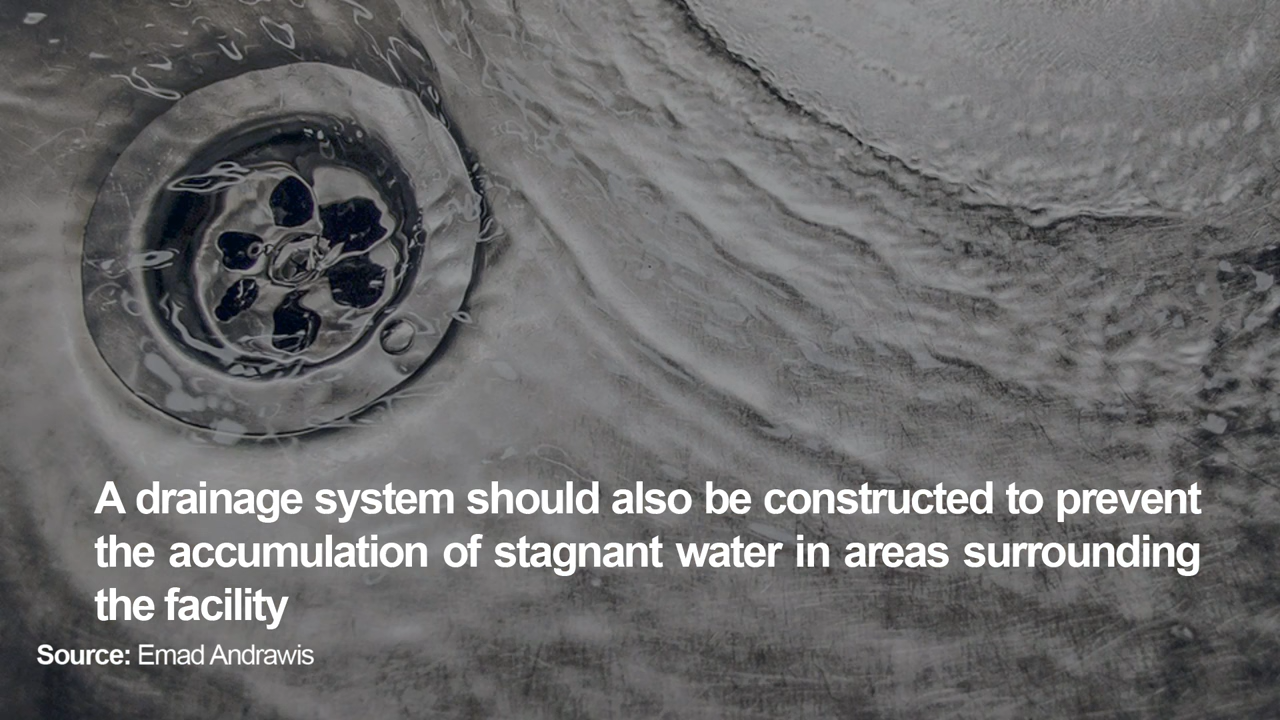 A drainage system should also be constructed to prevent
the accumulation of stagnant water in areas surrounding
the facility
Source: Emad Andrawis